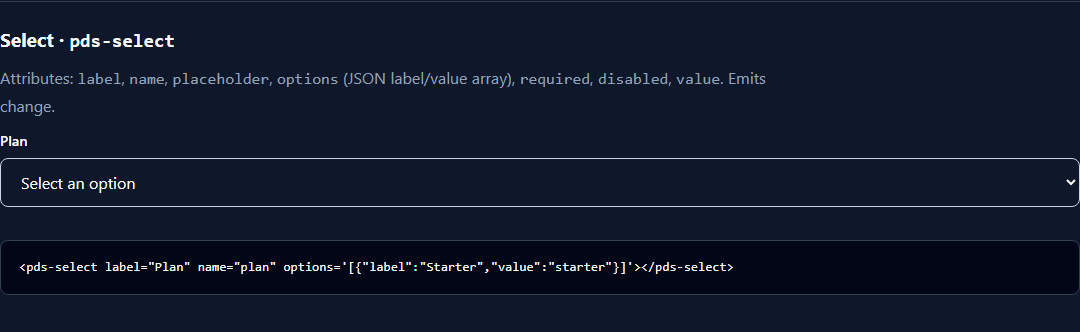 Select · pds-select
Attributes: label, name, placeholder, options (JSON label/value array), required, disabled, value. Emits
change.
Plan
Select an option
<pds-select label="Plan" name="plan" options='[{"label":"Starter","value":"starter"}]'></pds-select>